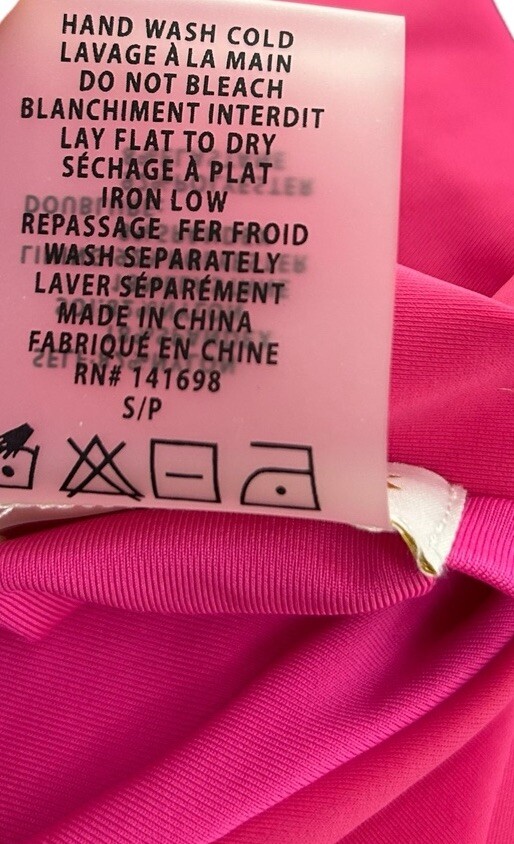 HAND WASH COLD
LAVAGE À LA MAIN
DO NOT BLEACH
BLANCHIMENT INTERDIT
LAY FLAT TO DRY
SÉCHAGE À PLAT
IRON LOW
REPASSAGE FER FROID
WASH SEPARATELY
LAVER SÉPARÉMENT
MADE IN CHINA
FABRIQUÉ EN CHINE
RN# 141698
S/P